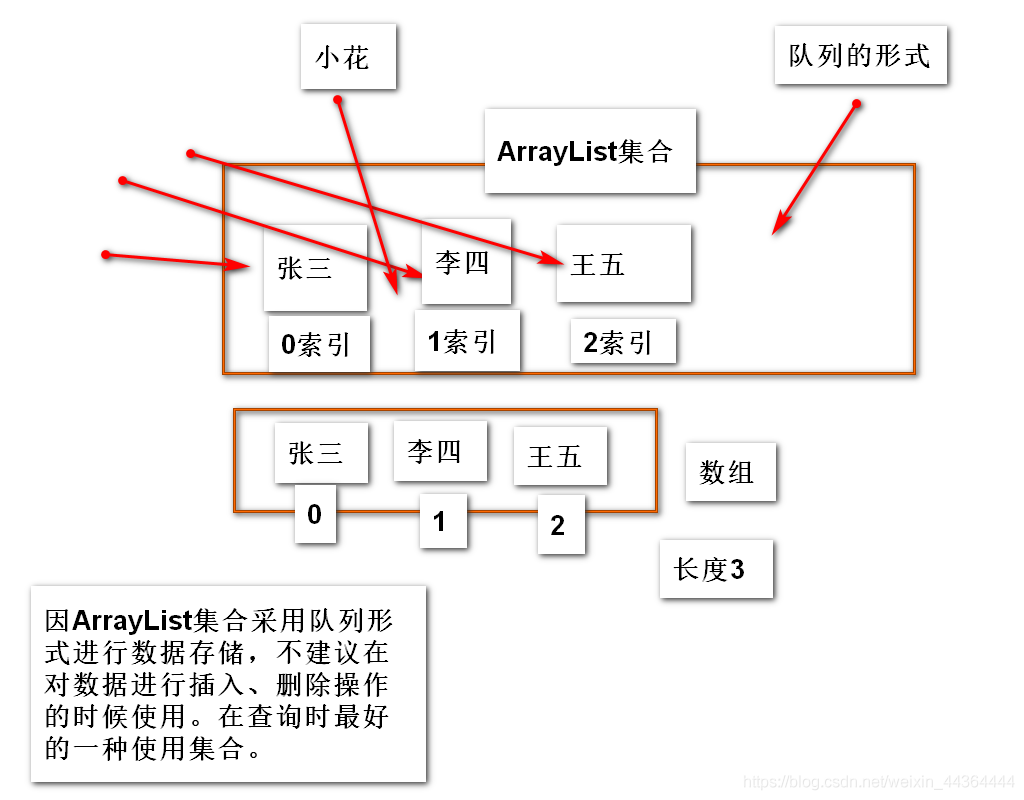 小花
队列的形式
ArrayList集合
张三
李四
王五
0索引
1索引
2索引
张三
李四
王五
数组
0
1
2
长度3
因ArrayList集合采用队列形
式进行数据存储，不建议在
对数据进行插入、删除操作
的时候使用。在查询时最好
的一种使用集合。
https://blog.csdn.net/weixin_44364444